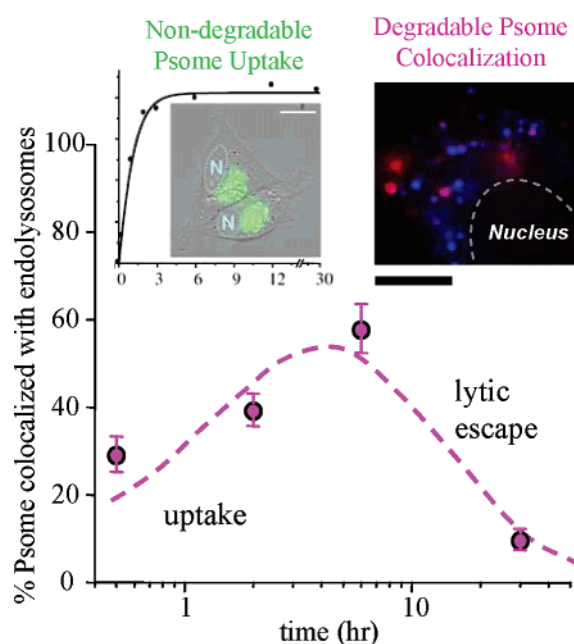 Non-degradable
Psome Uptake
Degradable Psome
Colocalization
N
N
Nucleus
0 3 6 9 12 30
% Psome colocalized with endolysosomes
100
80
60
40
20
0
lytic
escape
uptake
1 10
time (hr)